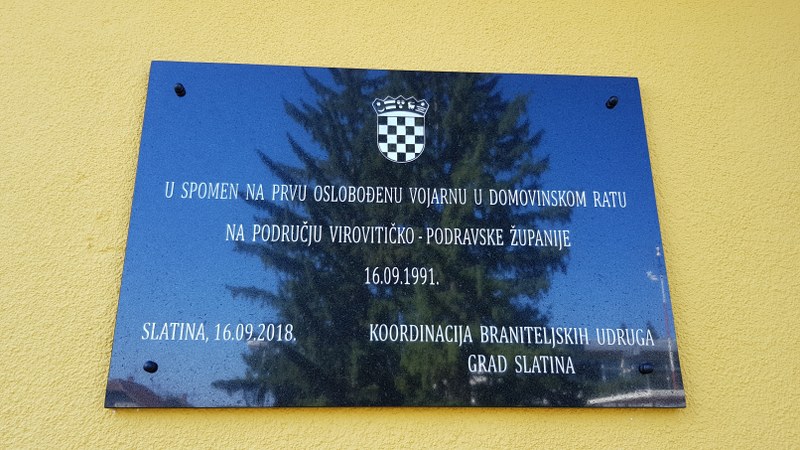 U SPOMEN NA PRVU OSLOBOĐENU VOJARNU U DOMOVINSKOM RATU
NA PODRUČJU VIROVITIČKO - PODRAVSKE ŽUPANIJE
16.09.1991.
SLATINA, 16.09.2018.
KOORDINACIJA BRANITELJSKIH UDRUGA
GRAD SLATINA